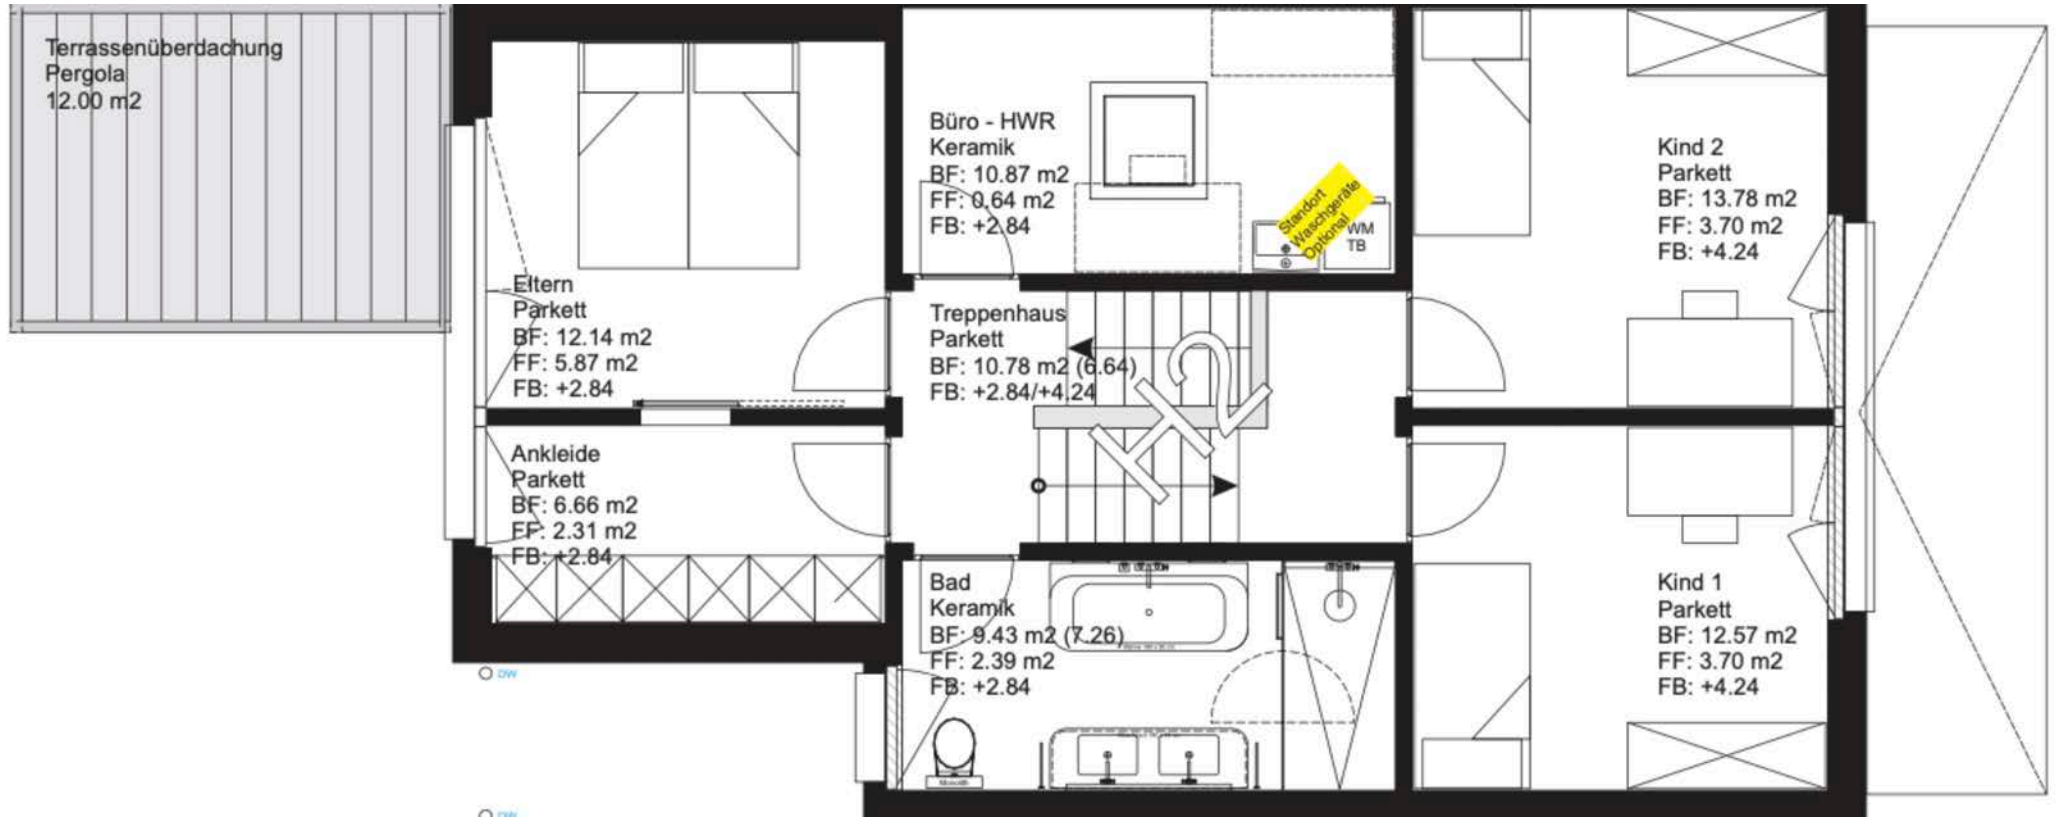 Terrassenüberdachung
Pergola
12.00 m2
Eltern
Parkett
BF: 12.14 m2
FF: 5.87 m2
FB: +2.84
Ankleide
Parkett
BF: 6.66 m2
FF: 2.31 m2
FB: +2.84
DW
DW
Büro - HWR
Keramik
BF: 10.87 m2
FF: 0.64 m2
FB: +2.84
Standort
Waschgeräte
Optional
WM
TB
Treppenhaus
Parkett
BF: 10.78 m2 (6.64)
FB: +2.84/+4.24
H2
Bad
Keramik
BF: 9.43 m2 (7.26)
FF: 2.39 m2
FB: +2.84
Kind 2
Parkett
BF: 13.78 m2
FF: 3.70 m2
FB: +4.24
Kind 1
Parkett
BF: 12.57 m2
FF: 3.70 m2
FB: +4.24